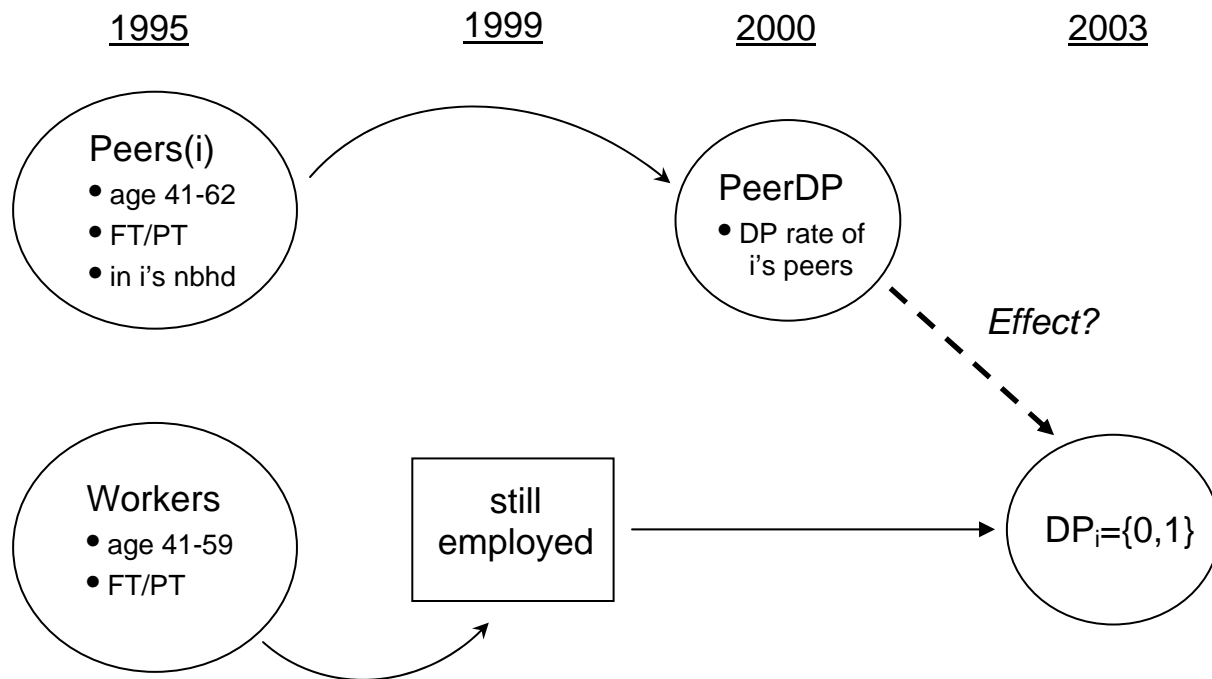 1995 1999 2000 2003
Peers(i)
• age 41-62
• FT/PT
• in i's nbhd
PeerDP
• DP rate of
i's peers
Effect?
Workers
• age 41-59
• FT/PT
still
employed
DPᵢ={0,1}